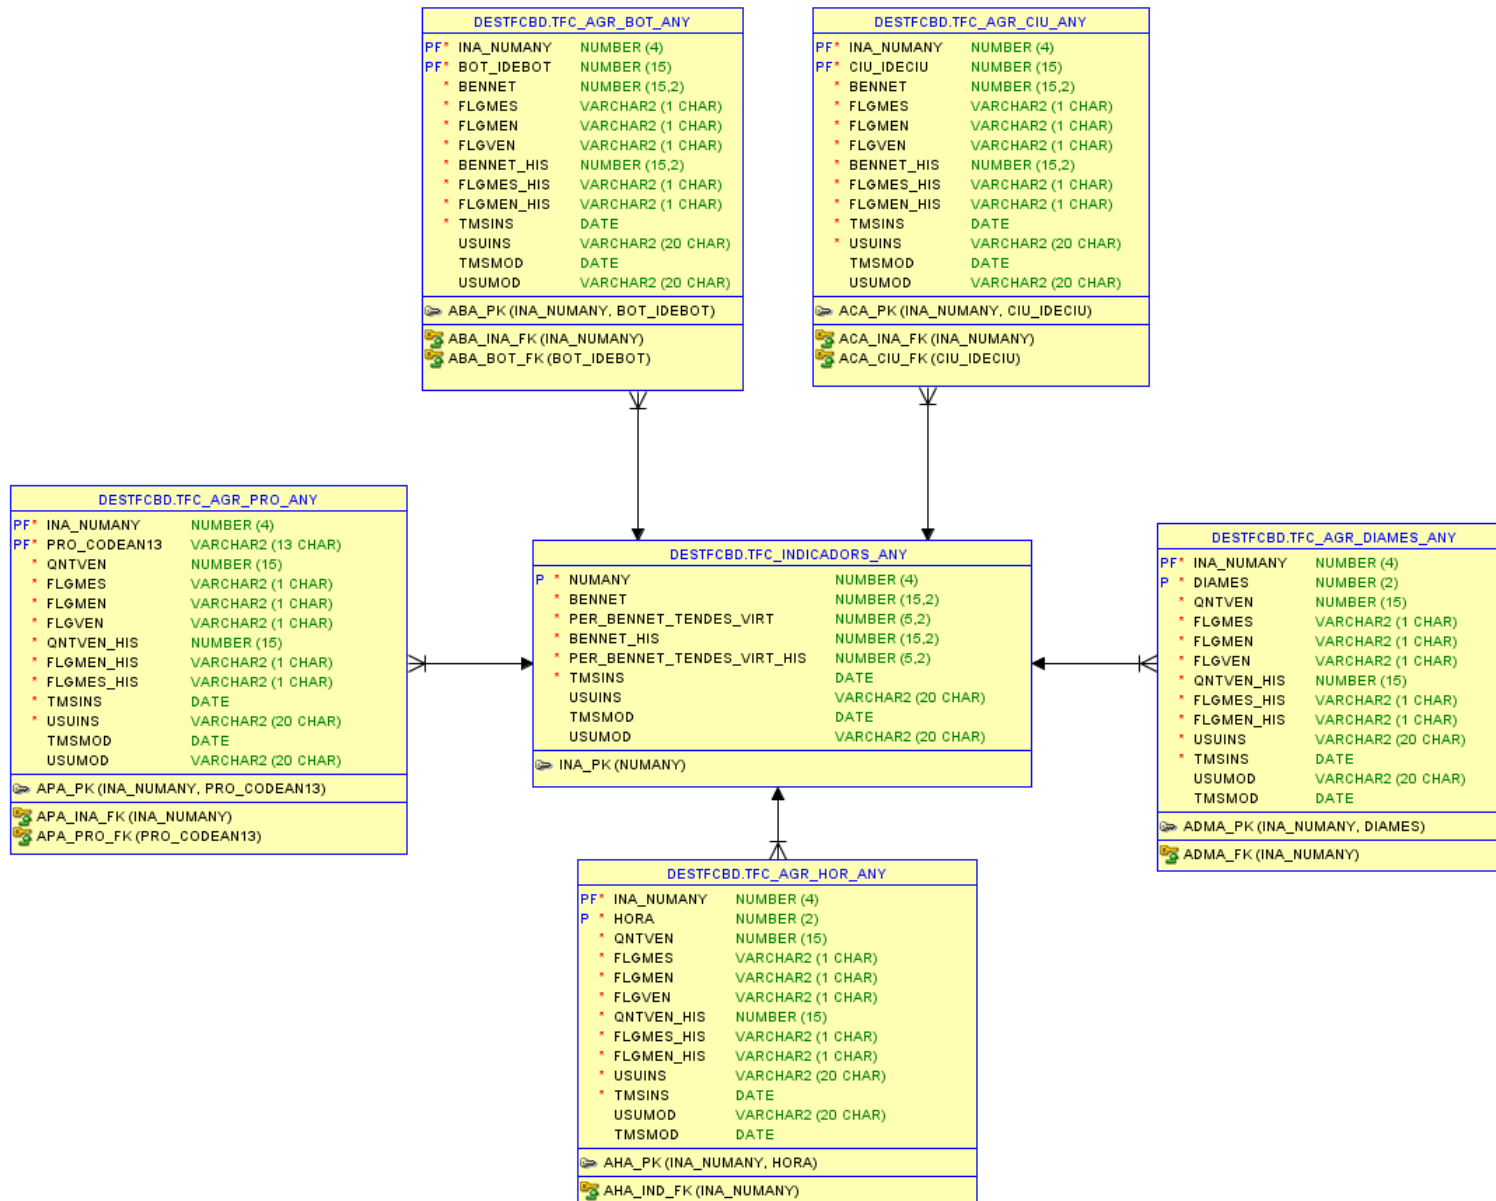 DESTFCBD.TFC_AGR_BOT_ANY
PF* INA_NUMANY NUMBER (4)
PF* BOT_IDEBOT NUMBER (15)
* BENNET NUMBER (15,2)
* FLGMES VARCHAR2 (1 CHAR)
* FLGMEN VARCHAR2 (1 CHAR)
* FLGVEN VARCHAR2 (1 CHAR)
* BENNET_HIS NUMBER (15,2)
* FLGMES_HIS VARCHAR2 (1 CHAR)
* FLGMEN_HIS VARCHAR2 (1 CHAR)
* TMSINS DATE
USUINS VARCHAR2 (20 CHAR)
TMSMOD DATE
USUMOD VARCHAR2 (20 CHAR)
ABA_PK (INA_NUMANY, BOT_IDEBOT)
ABA_INA_FK (INA_NUMANY)
ABA_BOT_FK (BOT_IDEBOT)
DESTFCBD.TFC_AGR_CIU_ANY
PF* INA_NUMANY NUMBER (4)
PF* CIU_IDECIU NUMBER (15)
* BENNET NUMBER (15,2)
* FLGMES VARCHAR2 (1 CHAR)
* FLGMEN VARCHAR2 (1 CHAR)
* FLGVEN VARCHAR2 (1 CHAR)
* BENNET_HIS NUMBER (15,2)
* FLGMES_HIS VARCHAR2 (1 CHAR)
* FLGMEN_HIS VARCHAR2 (1 CHAR)
* TMSINS DATE
* USUINS VARCHAR2 (20 CHAR)
TMSMOD DATE
USUMOD VARCHAR2 (20 CHAR)
ACA_PK (INA_NUMANY, CIU_IDECIU)
ACA_INA_FK (INA_NUMANY)
ACA_CIU_FK (CIU_IDECIU)
DESTFCBD.TFC_AGR_PRO_ANY
PF* INA_NUMANY NUMBER (4)
PF* PRO_CODEAN13 VARCHAR2 (13 CHAR)
* QNTVEN NUMBER (15)
* FLGMES VARCHAR2 (1 CHAR)
* FLGMEN VARCHAR2 (1 CHAR)
* FLGVEN VARCHAR2 (1 CHAR)
* QNTVEN_HIS NUMBER (15)
* FLGMEN_HIS VARCHAR2 (1 CHAR)
* FLGMES_HIS VARCHAR2 (1 CHAR)
* TMSINS DATE
* USUINS VARCHAR2 (20 CHAR)
TMSMOD DATE
USUMOD VARCHAR2 (20 CHAR)
APA_PK (INA_NUMANY, PRO_CODEAN13)
APA_INA_FK (INA_NUMANY)
APA_PRO_FK (PRO_CODEAN13)
DESTFCBD.TFC_INDICADORS_ANY
P * NUMANY NUMBER (4)
* BENNET NUMBER (15,2)
* PER_BENNET_TENDES_VIRT NUMBER (5,2)
* BENNET_HIS NUMBER (15,2)
* PER_BENNET_TENDES_VIRT_HIS NUMBER (5,2)
* TMSINS DATE
USUINS VARCHAR2 (20 CHAR)
TMSMOD DATE
USUMOD VARCHAR2 (20 CHAR)
INA_PK (NUMANY)
DESTFCBD.TFC_AGR_DIAMES_ANY
PF* INA_NUMANY NUMBER (4)
P * DIAMES NUMBER (2)
* QNTVEN NUMBER (15)
* FLGMES VARCHAR2 (1 CHAR)
* FLGMEN VARCHAR2 (1 CHAR)
* FLGVEN VARCHAR2 (1 CHAR)
* QNTVEN_HIS NUMBER (15)
* FLGMES_HIS VARCHAR2 (1 CHAR)
* FLGMEN_HIS VARCHAR2 (1 CHAR)
* USUINS VARCHAR2 (20 CHAR)
* TMSINS DATE
USUMOD VARCHAR2 (20 CHAR)
TMSMOD DATE
ADMA_PK (INA_NUMANY, DIAMES)
ADMA_FK (INA_NUMANY)
DESTFCBD.TFC_AGR_HOR_ANY
PF* INA_NUMANY NUMBER (4)
P * HORA NUMBER (2)
* QNTVEN NUMBER (15)
* FLGMES VARCHAR2 (1 CHAR)
* FLGMEN VARCHAR2 (1 CHAR)
* FLGVEN VARCHAR2 (1 CHAR)
* QNTVEN_HIS NUMBER (15)
* FLGMES_HIS VARCHAR2 (1 CHAR)
* FLGMEN_HIS VARCHAR2 (1 CHAR)
* USUINS VARCHAR2 (20 CHAR)
* TMSINS DATE
USUMOD VARCHAR2 (20 CHAR)
TMSMOD DATE
AHA_PK (INA_NUMANY, HORA)
AHA_IND_FK (INA_NUMANY)